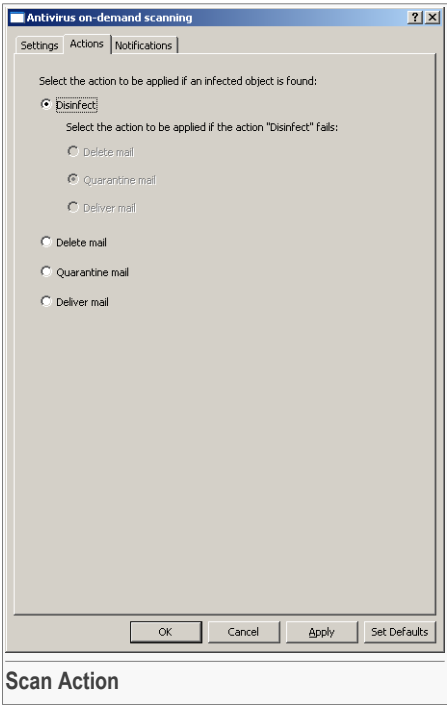 Antivirus on-demand scanning
Settings Actions Notifications
Select the action to be applied if an infected object is found:
Disinfect
Select the action to be applied if the action "Disinfect" fails:
Delete mail
Quarantine mail
Deliver mail
Delete mail
Quarantine mail
Deliver mail
OK Cancel Apply Set Defaults
Scan Action